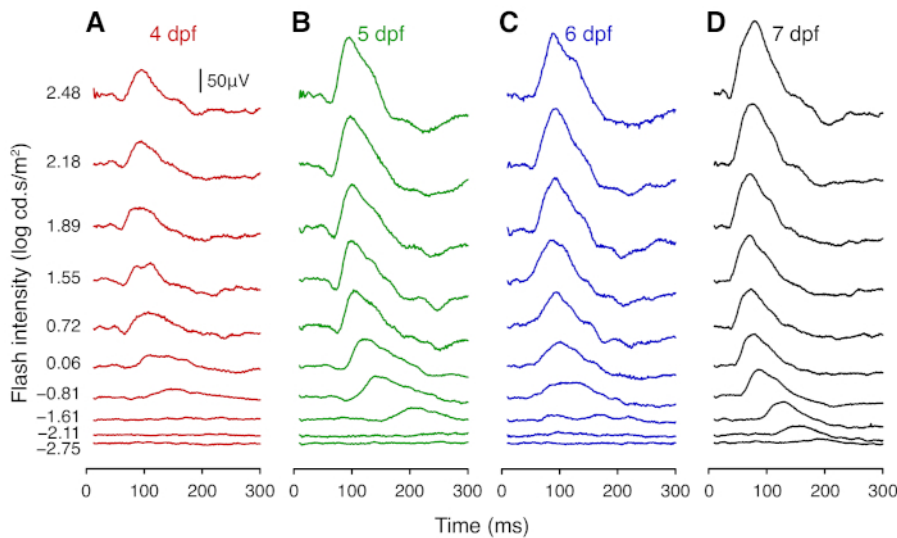 A 4 dpf B 5 dpf C 6 dpf D 7 dpf
50µV
2.48
2.18
1.89
1.55
0.72
0.06
−0.81
−1.61
−2.11
−2.75
Flash intensity (log cd.s/m²)
0 100 200 300 0 100 200 300 0 100 200 300 0 100 200 300
Time (ms)